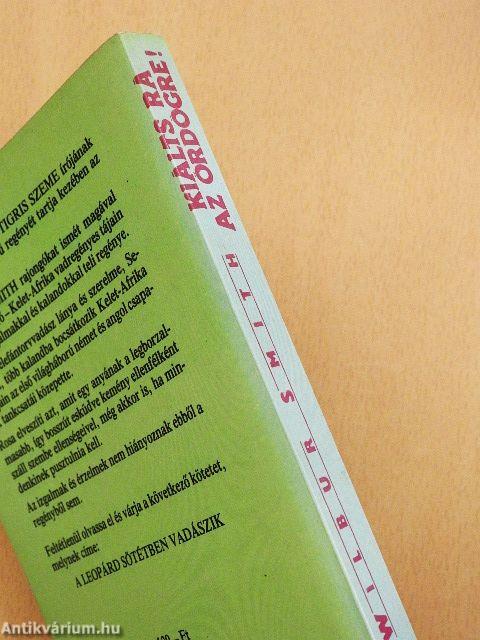 KIÁLTS RÁ
AZ ÖRDÖGRE!
WILBUR SMITH
TIGRIS SZEME írójának
regényét tartja kezében az
rajongókat ismét magával
– Kelet-Afrika vadregényes tájain
és kalandokkal teli regénye.
lánya és szerelme, Se-
több kalandba bocsátkozik Kelet-Afrika
az első világháború német és angol csapa-
tankcsatái közepette.
Rosa elveszíti azt, amit egy anyának a legborzal-
masabb, így bosszút esküdve kemény ellenfélként
száll szembe ellenségeivel, még akkor is, ha min-
denkinek pusztulnia kell.
Az izgalmak és érzelmek nem hiányoznak ebből a
regényből sem.
Feltétlenül olvassa el és várja a következő kötetet,
melynek címe:
A LEOPÁRD SÖTÉTBEN VADÁSZIK
– Ft
Antikvárium.hu